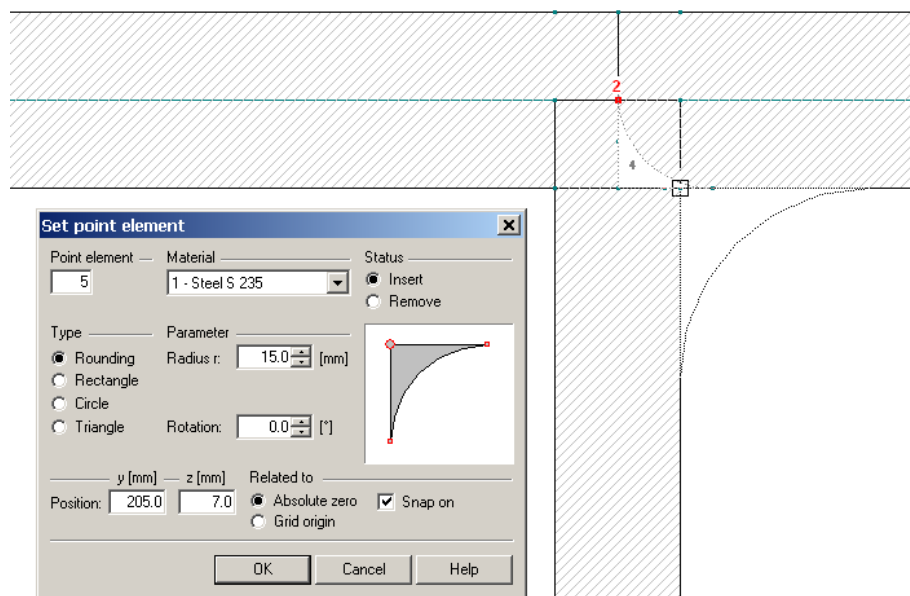 2
4
Set point element
Point element
Material
Status
5
1 - Steel S 235
Insert
Remove
Type
Parameter
Rounding
Radius r: 15.0 [mm]
Rectangle
Circle
Triangle
Rotation: 0.0 [°]
y [mm] z [mm] Related to
Position: 205.0 7.0 Absolute zero Snap on
Grid origin
OK Cancel Help